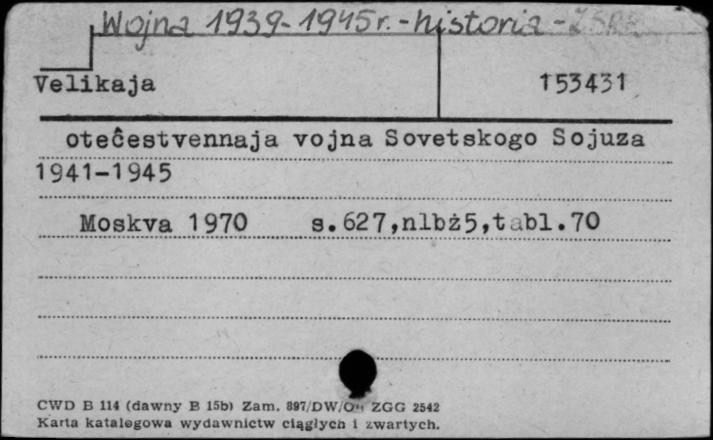 Wojna 1939-1945r. - historia - ZSRR
Velikaja 153431
otečestvennaja vojna Sovetskogo Sojuza
1941-1945
Moskva 1970 s.627,nlbż5,tabl.70
CWD B 114 (dawny B 15b) Zam. 897/DW/O ZGG 2542
Karta katalogowa wydawnictw ciągłych i zwartych.